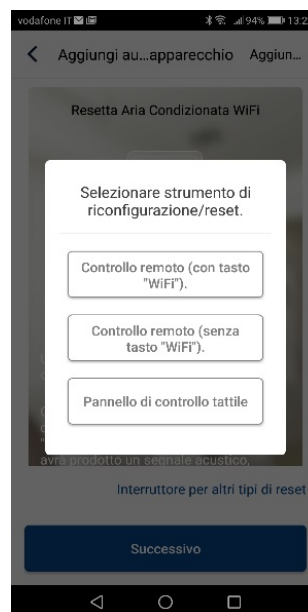 vodafone IT 94% 13:2
Aggiungi au...apparecchio Aggiun...
Resetta Aria Condizionata WiFi
Selezionare strumento di
riconfigurazione/reset.
Controllo remoto (con tasto
"WiFi").
Controllo remoto (senza
tasto "WiFi").
Pannello di controllo tattile
avrà prodotto un segnale acustico,
Interruttore per altri tipi di reset
Successivo